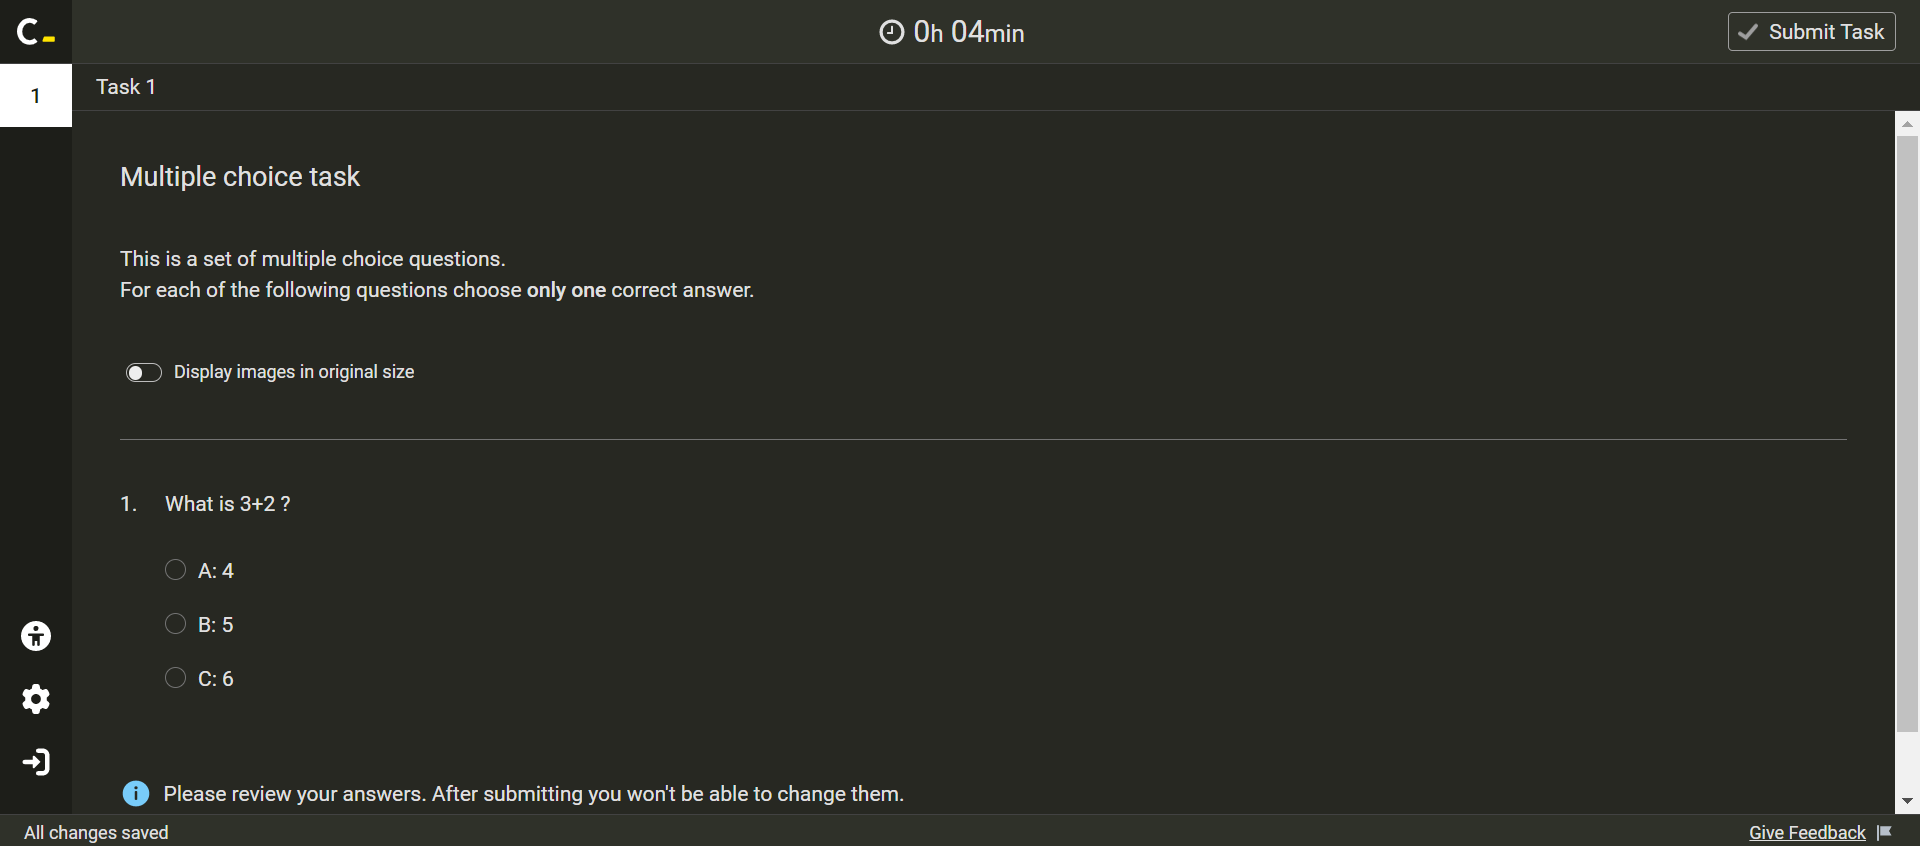 C_
0h 04min
Submit Task
1
Task 1
Multiple choice task
This is a set of multiple choice questions.
For each of the following questions choose only one correct answer.
Display images in original size
1. What is 3+2 ?
A: 4
B: 5
C: 6
Please review your answers. After submitting you won't be able to change them.
All changes saved
Give Feedback